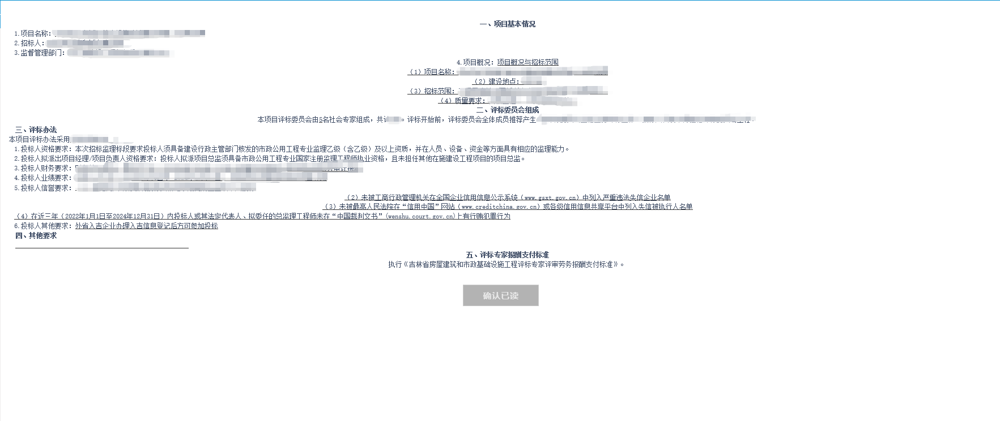 一、项目基本情况
1.项目名称:
2.招标人:
3.监督管理部门:
4.项目概况: 项目概况与招标范围
(1)项目名称:
(2)建设地点:
(3)招标范围:
(4)质量要求:
二、评标委员会组成
本项目评标委员会由5名社会专家组成，共计。评标开始前，评标委员会全体成员推荐产生
三、评标办法
本项目评标办法采用
1.投标人资格要求: 本次招标监理标段要求投标人须具备建设行政主管部门核发的市政公用工程专业监理乙级（含乙级）及以上资质，并在人员、设备、资金等方面具有相应的监理能力。
2.投标人拟派出项目经理/项目负责人资格要求: 投标人拟派项目总监须具备市政公用工程专业国家注册监理工程师执业资格，且未担任其他在施建设工程项目的项目总监。
3.投标人财务要求:
4.投标人业绩要求:
5.投标人信誉要求:
（2）未被工商行政管理机关在全国企业信用信息公示系统（www.gsxt.gov.cn）中列入严重违法失信企业名单
（3）未被最高人民法院在“信用中国”网站（www.creditchina.gov.cn）或各级信用信息共享平台中列入失信被执行人名单
（4）在近三年（2022年1月1日至2024年12月31日）内投标人或其法定代表人、拟委任的总监理工程师未在“中国裁判文书”(wenshu.court.gov.cn)上有行贿犯罪行为
6.投标人其他要求: 外省入吉企业办理入吉信息登记后方可参加投标
四、其他要求
五、评标专家报酬支付标准
执行《吉林省房屋建筑和市政基础设施工程评标专家评审劳务报酬支付标准》。
确认已读